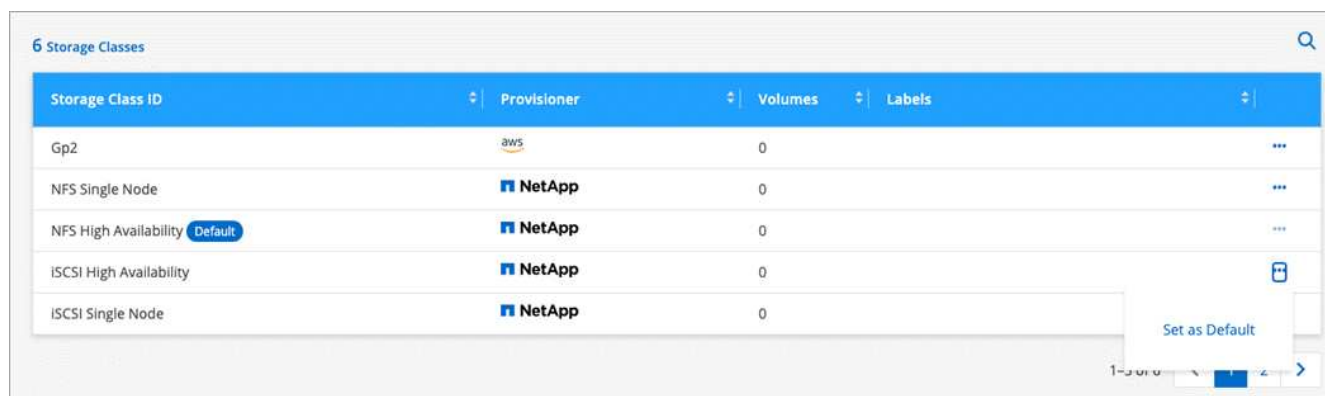 6 Storage Classes
Storage Class ID Provisioner Volumes Labels
Gp2 aws 0
NFS Single Node NetApp 0
NFS High Availability Default NetApp 0
iSCSI High Availability NetApp 0
iSCSI Single Node NetApp 0
Set as Default